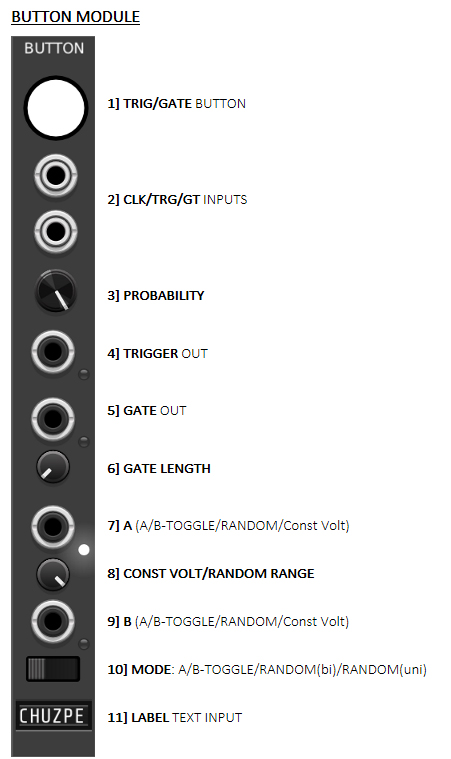 BUTTON MODULE
BUTTON
1] TRIG/GATE BUTTON
2] CLK/TRG/GT INPUTS
3] PROBABILITY
4] TRIGGER OUT
5] GATE OUT
6] GATE LENGTH
7] A (A/B-TOGGLE/RANDOM/Const Volt)
8] CONST VOLT/RANDOM RANGE
9] B (A/B-TOGGLE/RANDOM/Const Volt)
10] MODE: A/B-TOGGLE/RANDOM(bi)/RANDOM(uni)
CHUZPE
11] LABEL TEXT INPUT